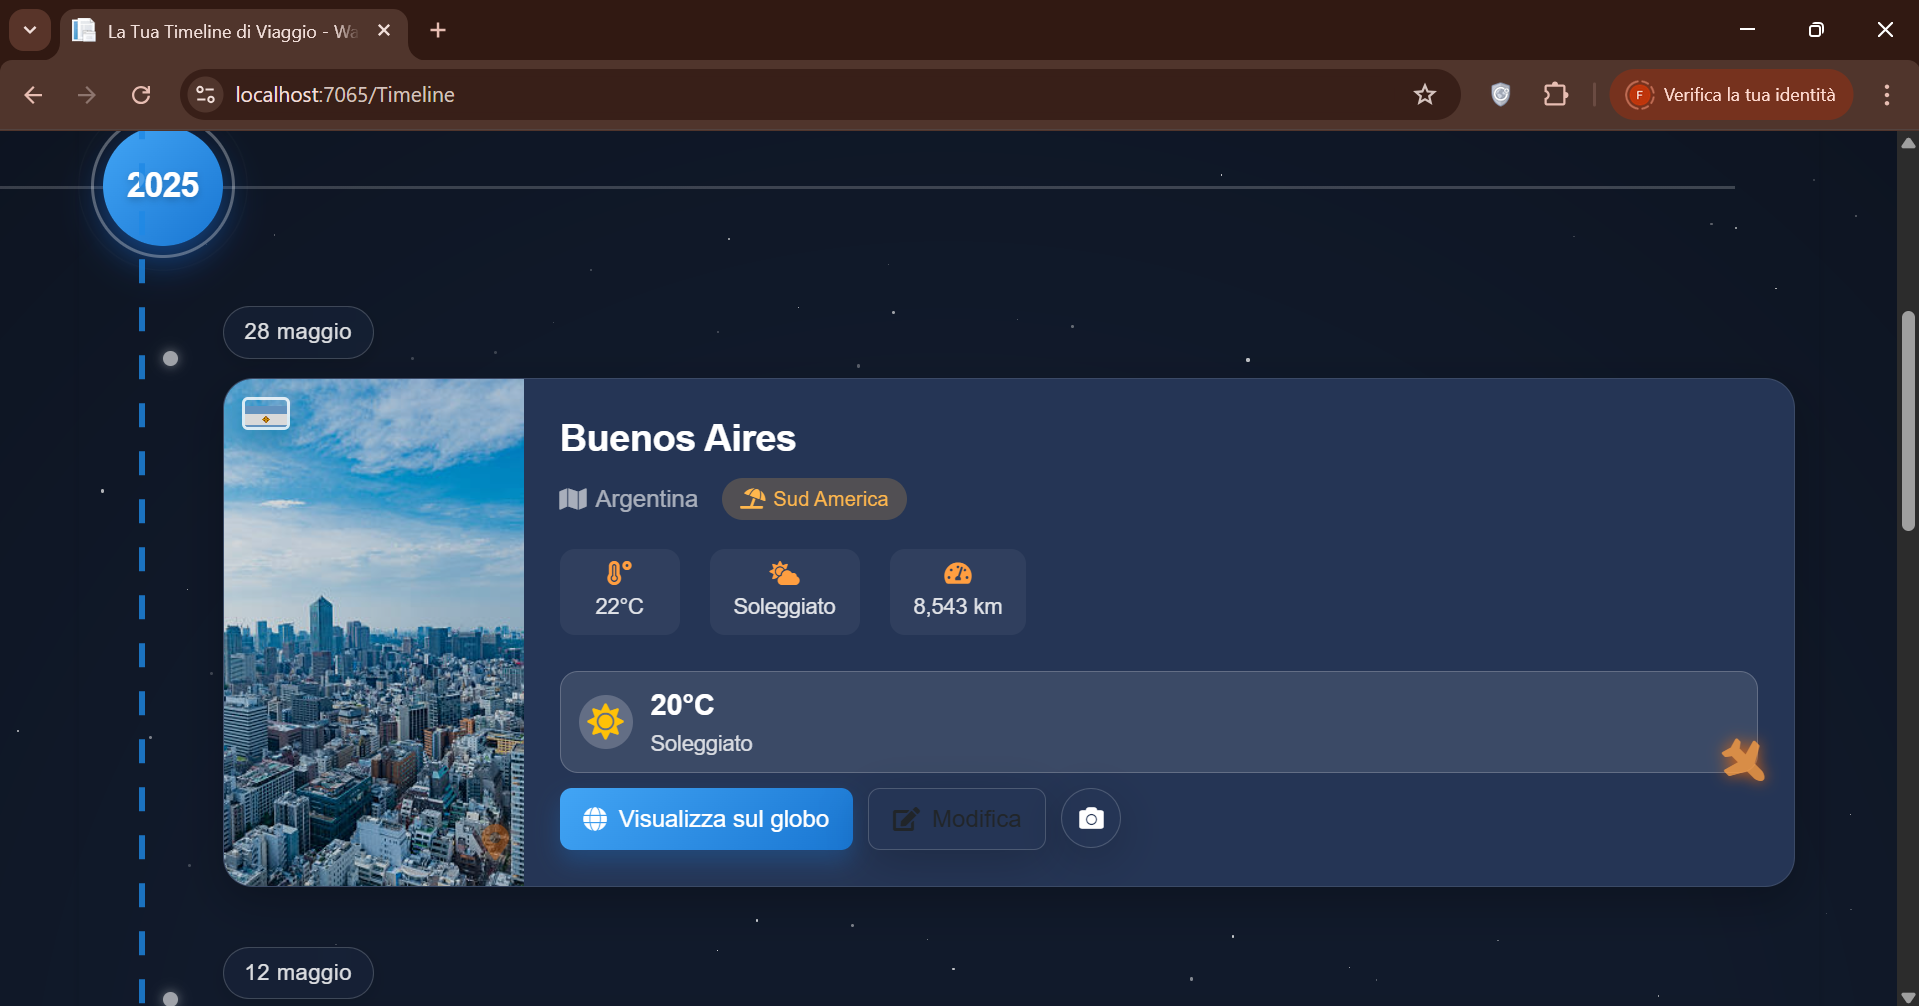 La Tua Timeline di Viaggio - Wa
localhost:7065/Timeline
F
Verifica la tua identità
2025
28 maggio
Buenos Aires
Argentina
Sud America
22°C
Soleggiato
8,543 km
20°C
Soleggiato
Visualizza sul globo
Modifica
12 maggio